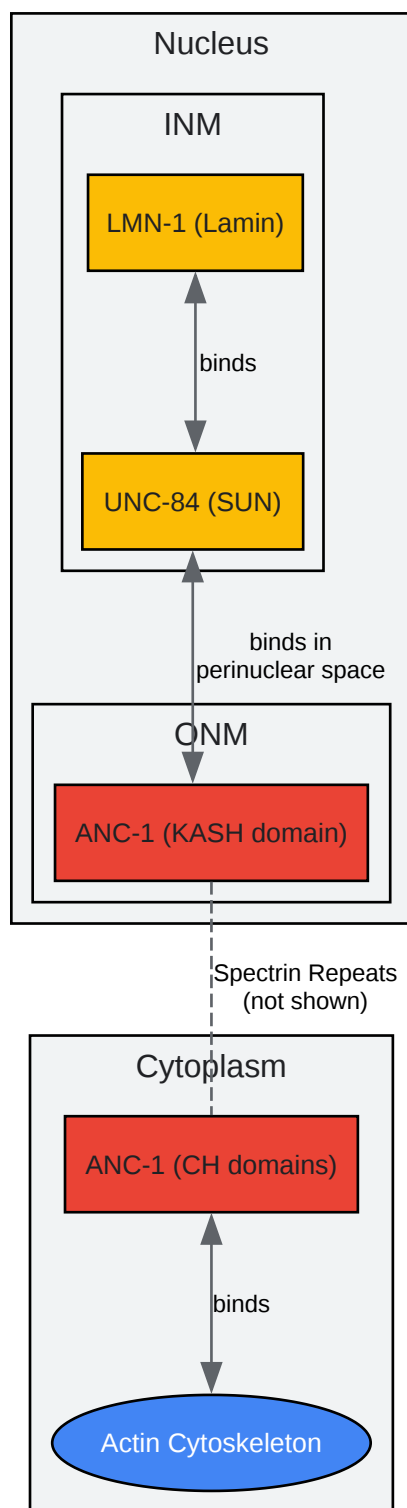 Nucleus
INM
LMN-1 (Lamin)
binds
UNC-84 (SUN)
binds in
perinuclear space
ONM
ANC-1 (KASH domain)
Spectrin Repeats
(not shown)
Cytoplasm
ANC-1 (CH domains)
binds
Actin Cytoskeleton